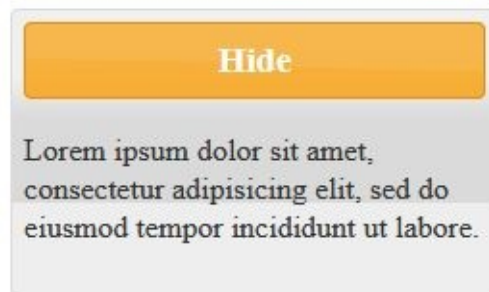 Hide
Lorem ipsum dolor sit amet,
consectetur adipisicing elit, sed do
eiusmod tempor incididunt ut labore.